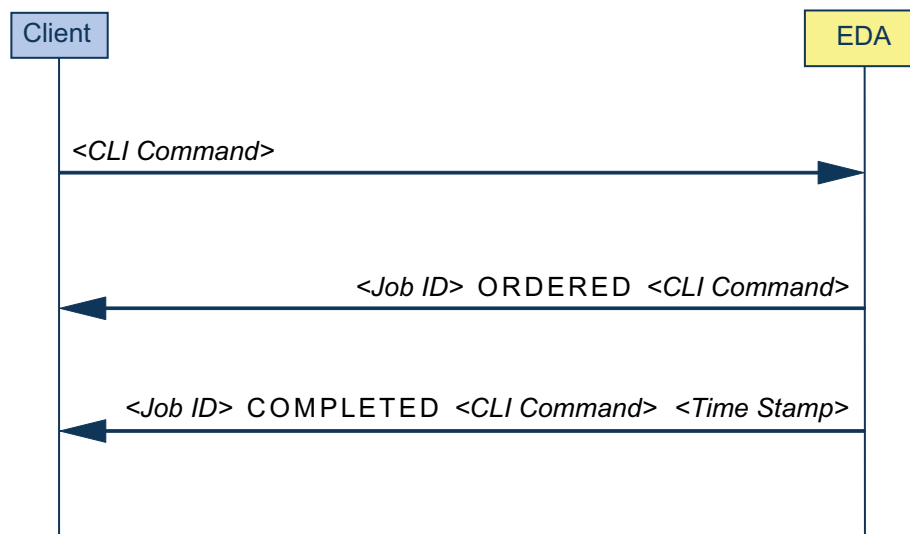 Client
EDA
<CLI Command>
<Job ID> ORDERED <CLI Command>
<Job ID> COMPLETED <CLI Command> <Time Stamp>